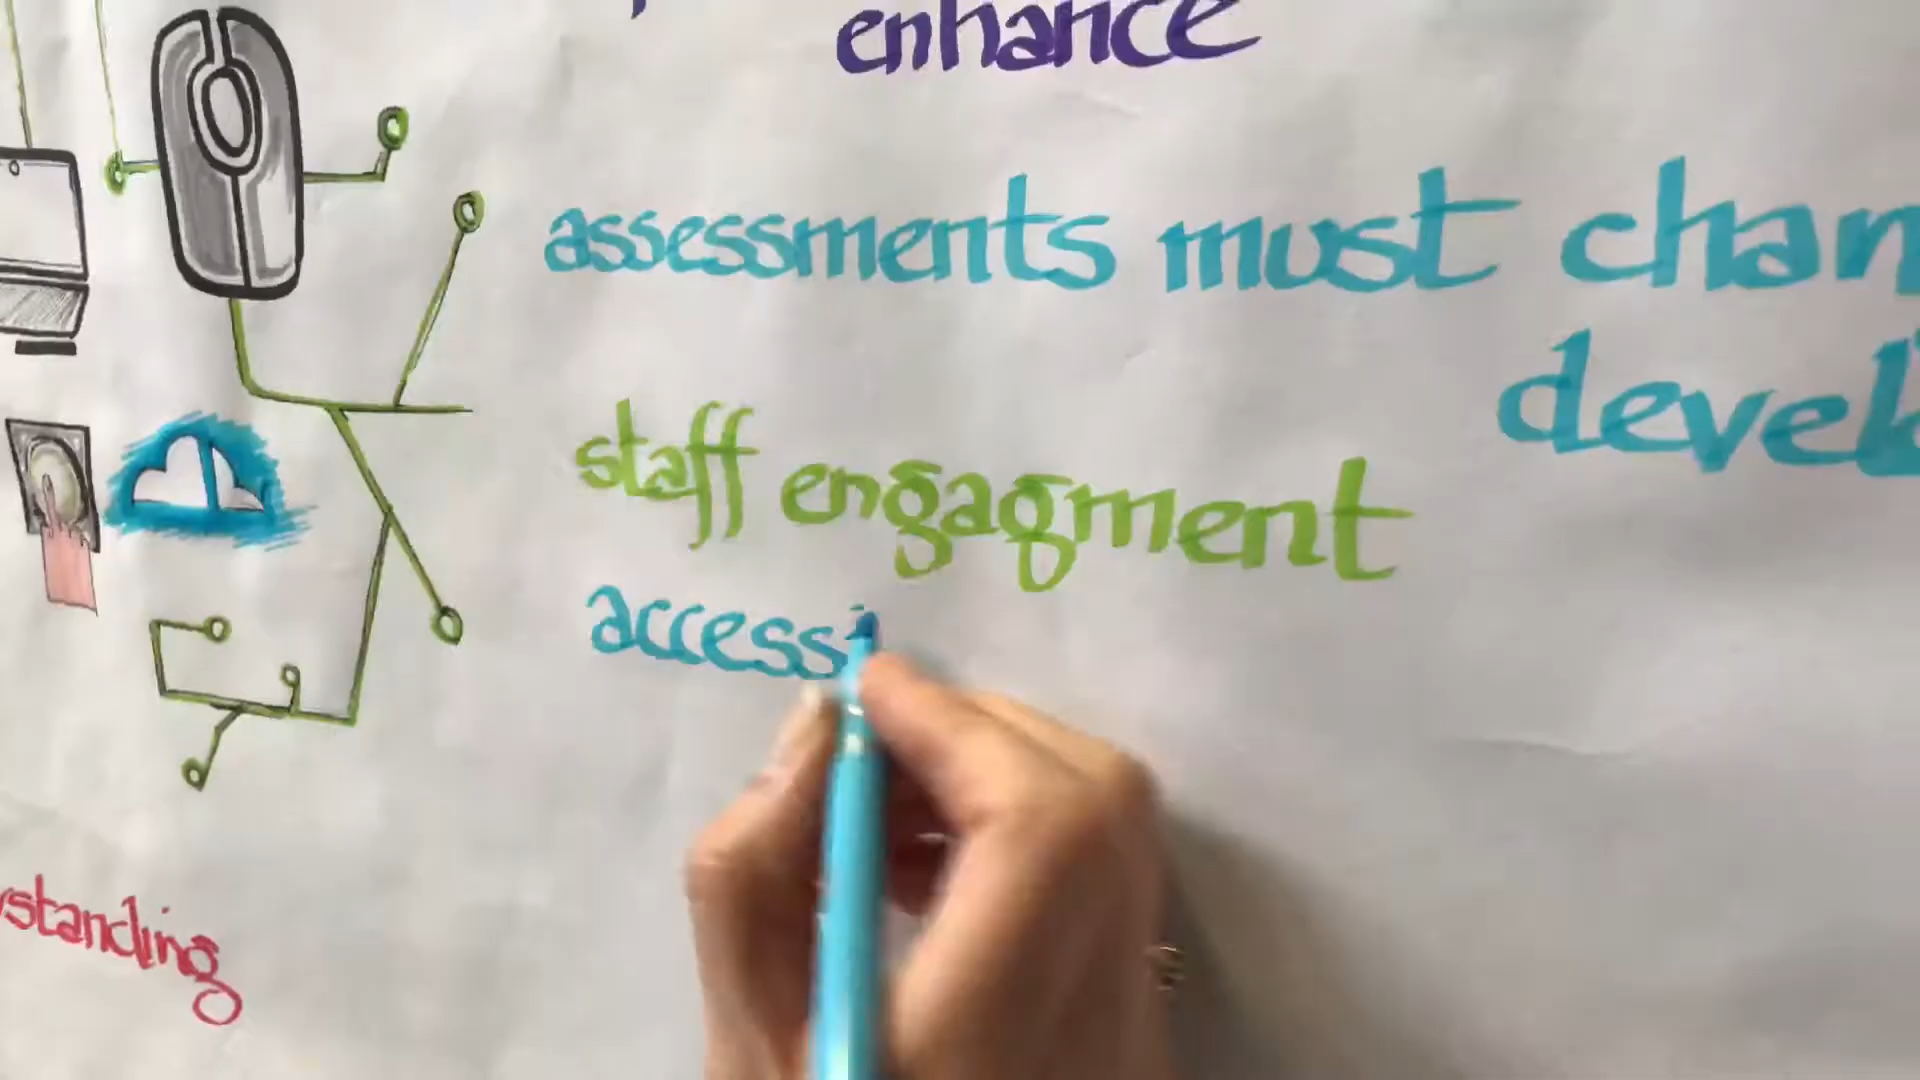 enhance
assessments must chan
devel
staff engagment
accessi
standing